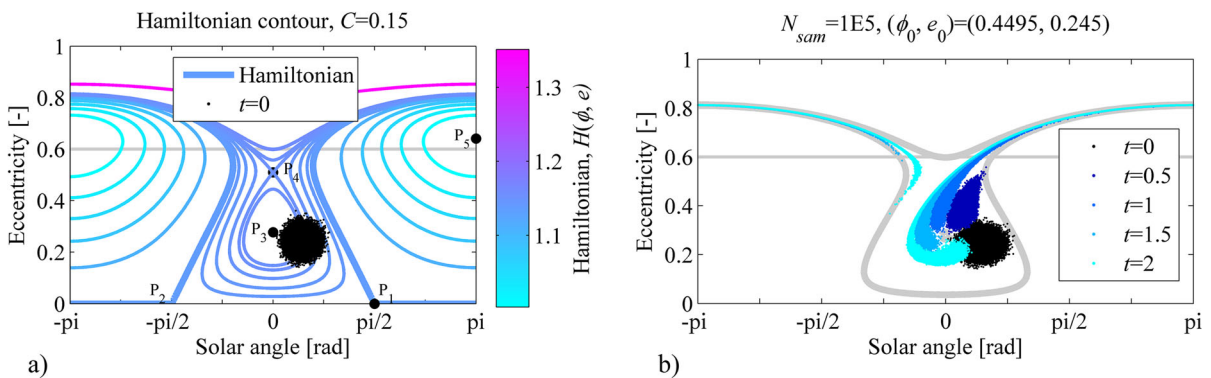 Hamiltonian contour, C=0.15
Eccentricity [-]
1
0.8
0.6
0.4
0.2
0
Hamiltonian
t=0
P5
P4
P3
P2
P1
-pi
-pi/2
0
pi/2
pi
Solar angle [rad]
a)
1.3
1.2
1.1
Hamiltonian, H(ϕ, e)
N_sam=1E5, (ϕ_0, e_0)=(0.4495, 0.245)
Eccentricity [-]
1
0.8
0.6
0.4
0.2
0
t=0
t=0.5
t=1
t=1.5
t=2
-pi
-pi/2
0
pi/2
pi
Solar angle [rad]
b)